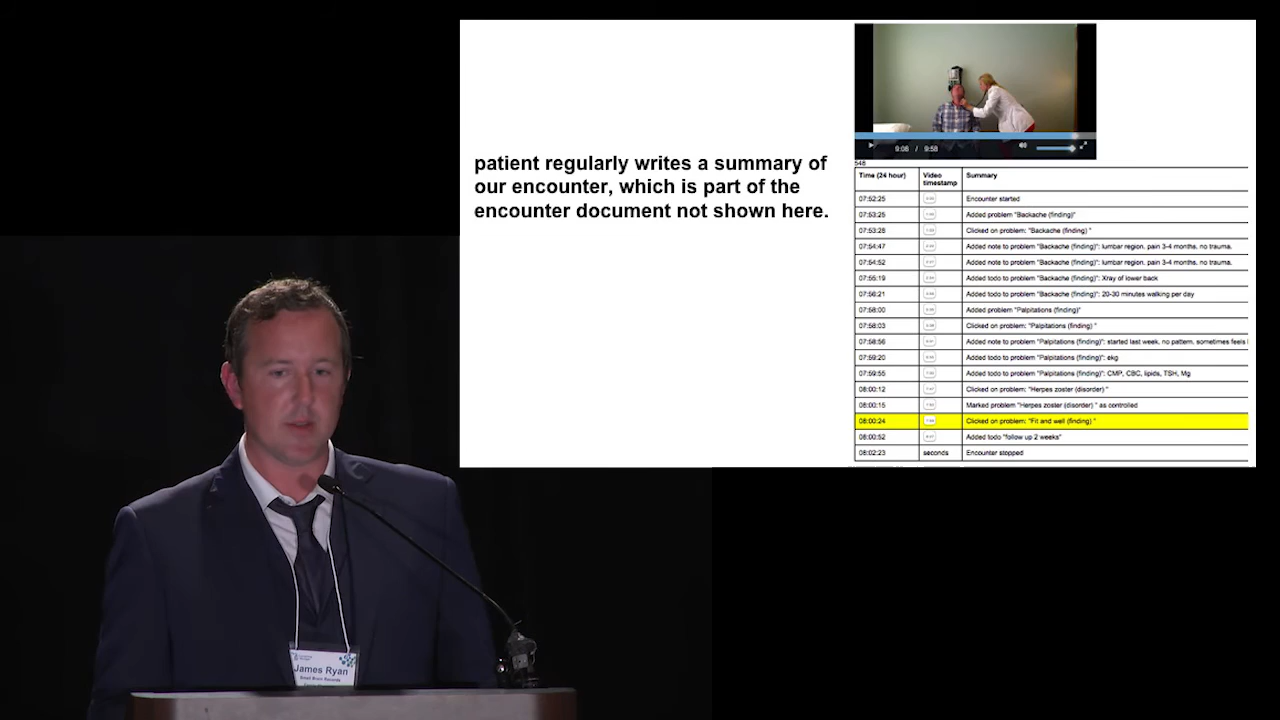 patient regularly writes a summary of
our encounter, which is part of the
encounter document not shown here.
9:08 / 9:58
548
Time (24 hour) Video timestamp Summary
07:52:25 Encounter started
07:53:25 Added problem "Backache (finding)"
07:53:28 Clicked on problem: "Backache (finding) "
07:54:47 Added note to problem "Backache (finding)": lumbar region. pain 3-4 months, no trauma.
07:54:52 Added note to problem "Backache (finding)": lumbar region. pain 3-4 months, no trauma.
07:55:19 Added todo to problem "Backache (finding)": Xray of lower back
07:56:21 Added todo to problem "Backache (finding)": 20-30 minutes walking per day
07:58:00 Added problem "Palpitations (finding)"
07:58:03 Clicked on problem: "Palpitations (finding) "
07:58:56 Added note to problem "Palpitations (finding)": started last week, no pattern, sometimes feels
07:59:20 Added todo to problem "Palpitations (finding)": ekg
07:59:55 Added todo to problem "Palpitations (finding)": CMP, CBC, lipids, TSH, Mg
08:00:12 Clicked on problem: "Herpes zoster (disorder) "
08:00:15 Marked problem "Herpes zoster (disorder) " as controlled
08:00:24 Clicked on problem: "Fit and well (finding) "
08:00:52 Added todo "follow up 2 weeks"
08:02:23 seconds Encounter stopped
James Ryan
Small Brain Records